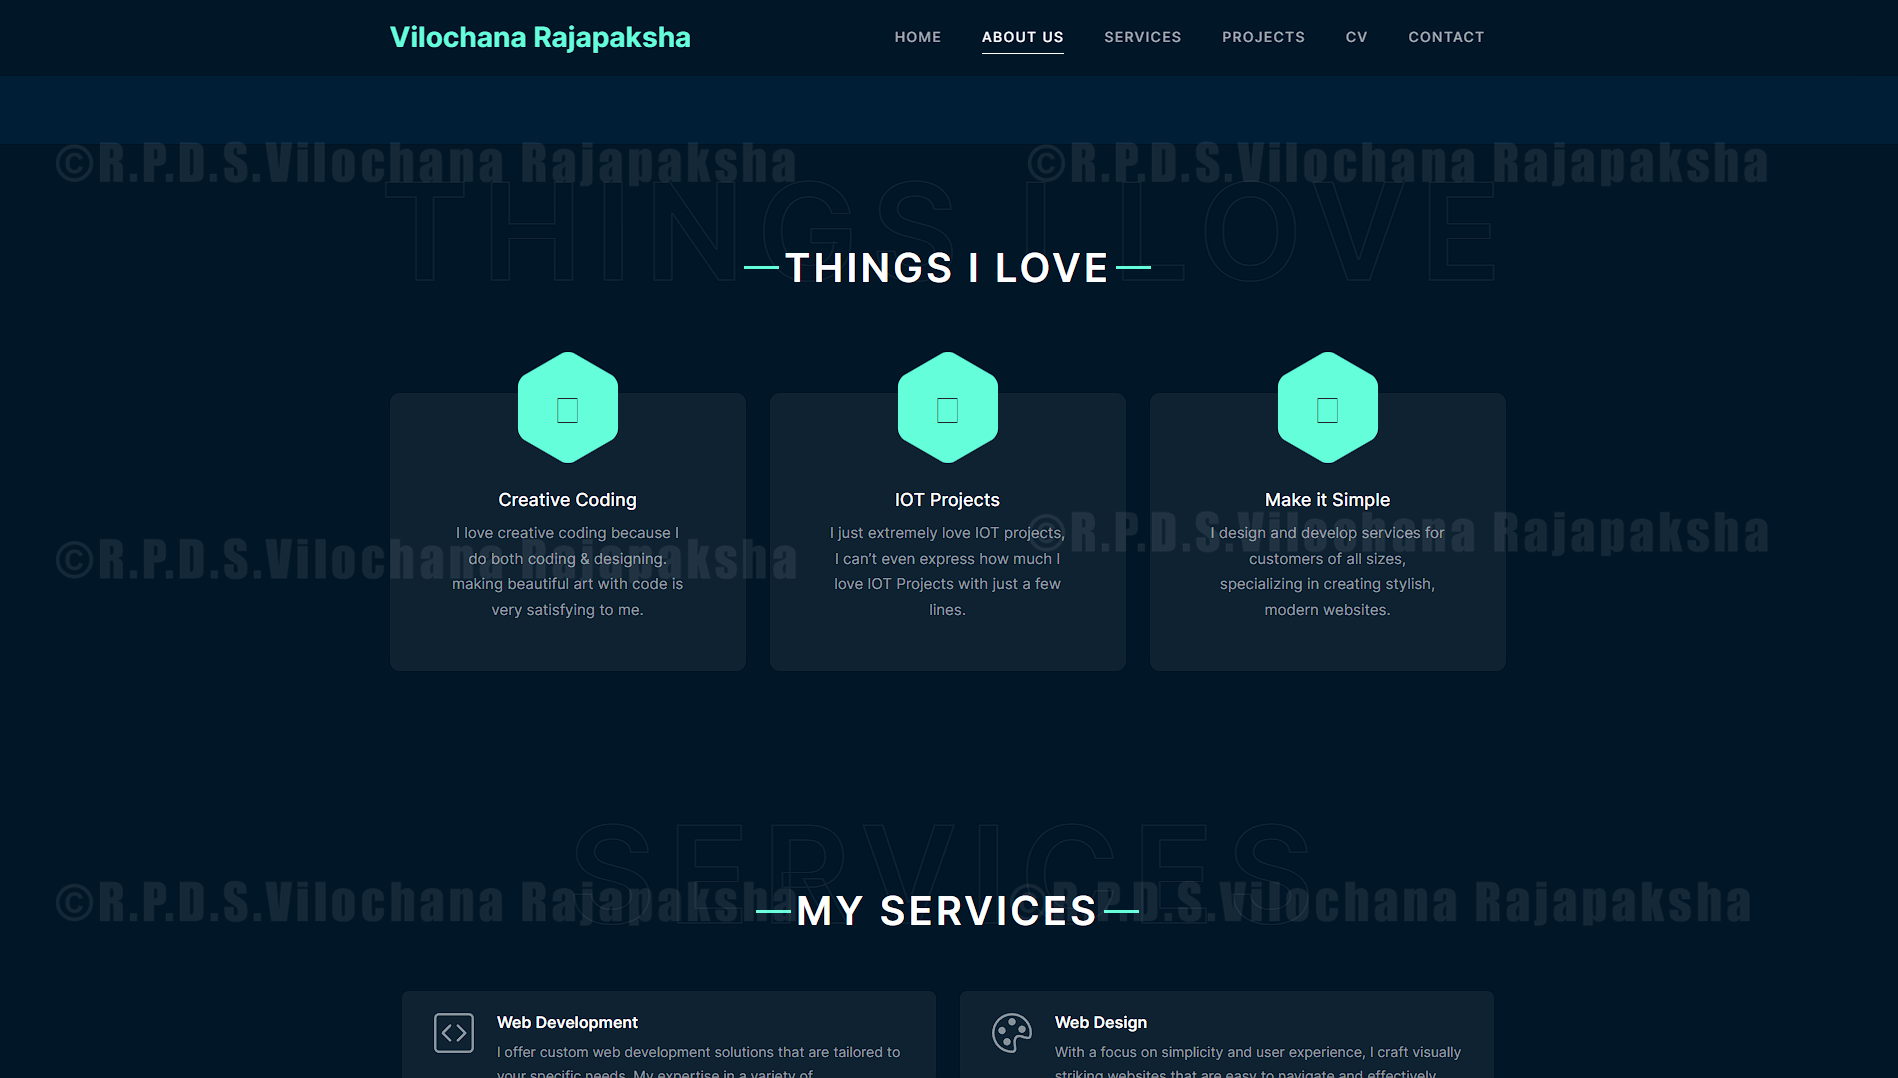 Vilochana Rajapaksha
HOME ABOUT US SERVICES PROJECTS CV CONTACT
©R.P.D.S.Vilochana Rajapaksha ©R.P.D.S.Vilochana Rajapaksha
THINGS I LOVE
THINGS I LOVE
Creative Coding
I love creative coding because I
do both coding & designing.
making beautiful art with code is
very satisfying to me.
IOT Projects
I just extremely love IOT projects,
I can't even express how much I
love IOT Projects with just a few
lines.
Make it Simple
I design and develop services for
customers of all sizes,
specializing in creating stylish,
modern websites.
©R.P.D.S.Vilochana Rajapaksha ©R.P.D.S.Vilochana Rajapaksha
SERVICES
©R.P.D.S.Vilochana Rajapaksha ©R.P.D.S.Vilochana Rajapaksha
MY SERVICES
Web Development
I offer custom web development solutions that are tailored to
your specific needs. My expertise in a variety of
Web Design
With a focus on simplicity and user experience, I craft visually
striking websites that are easy to navigate and effectively